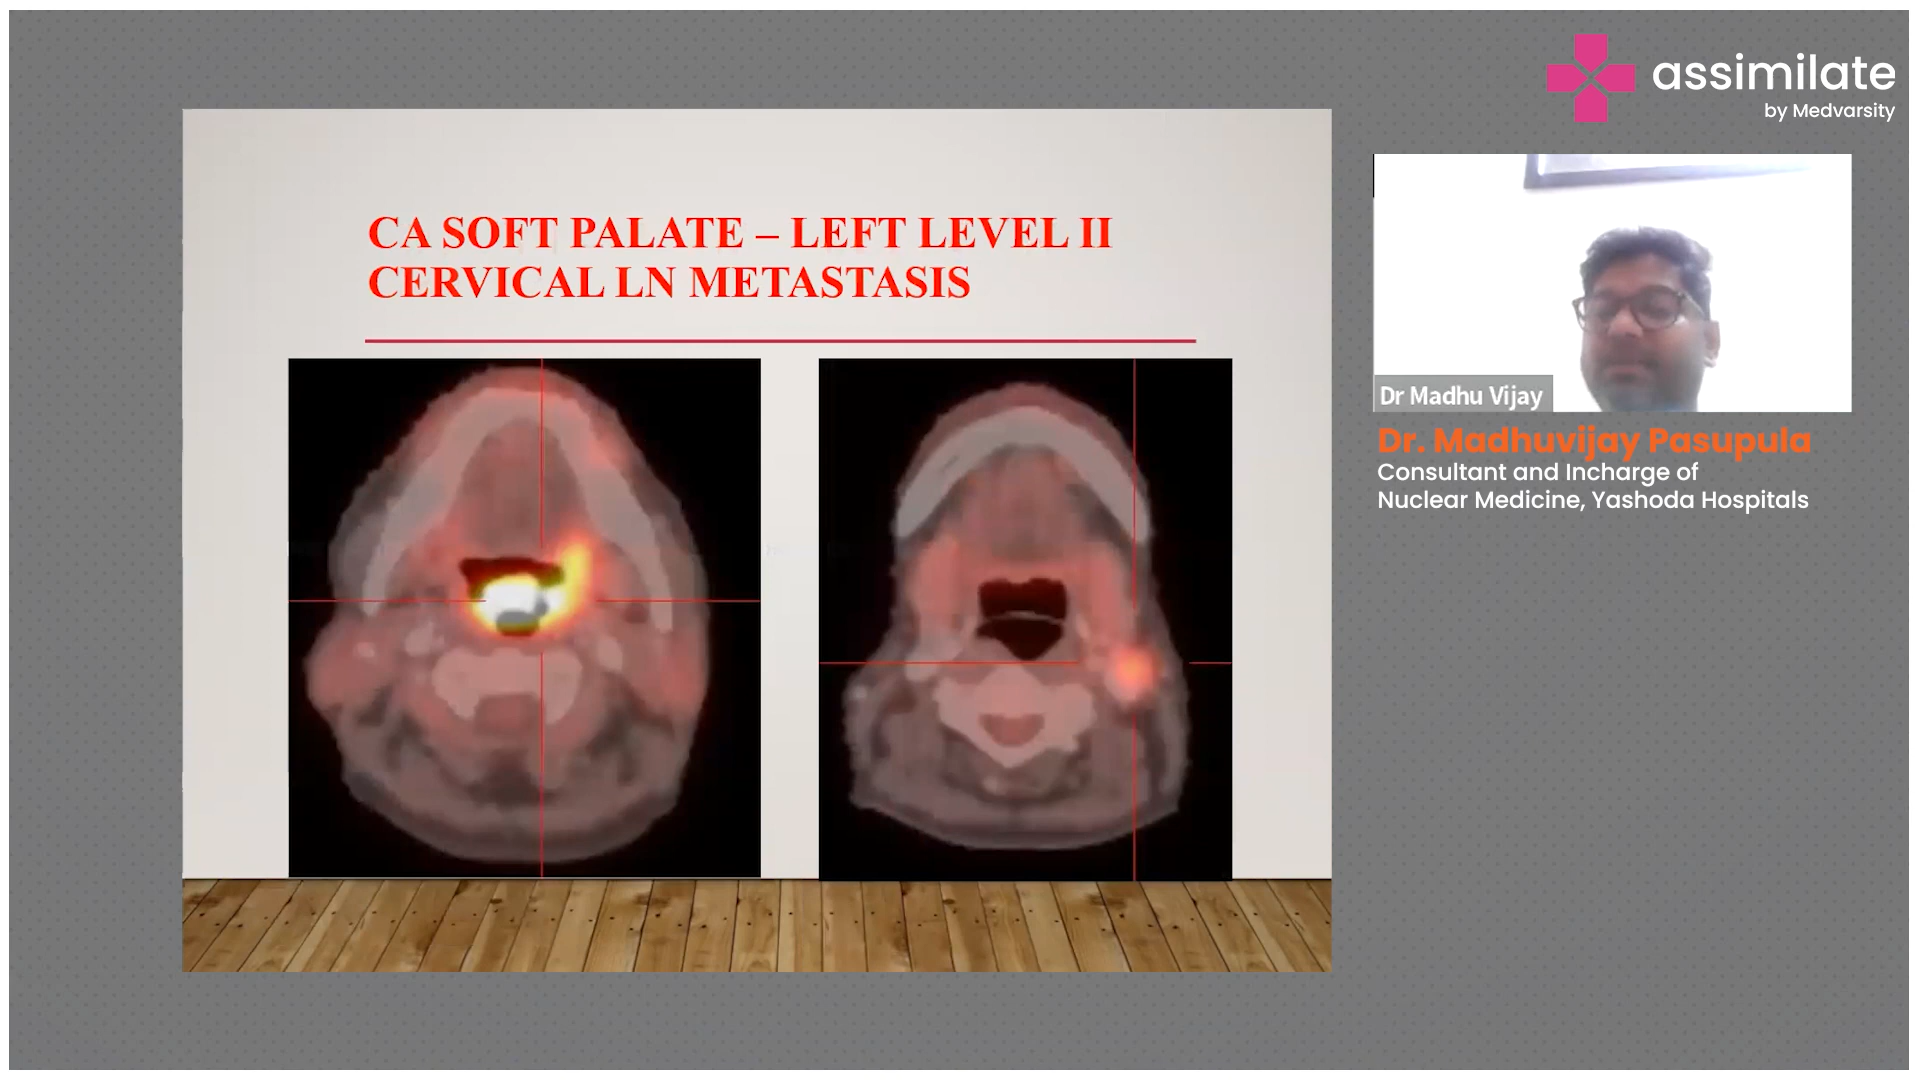 assimilate
by Medvarsity
CA SOFT PALATE – LEFT LEVEL II
CERVICAL LN METASTASIS
Dr Madhu Vijay
Dr. Madhuvijay Pasupula
Consultant and Incharge of
Nuclear Medicine, Yashoda Hospitals